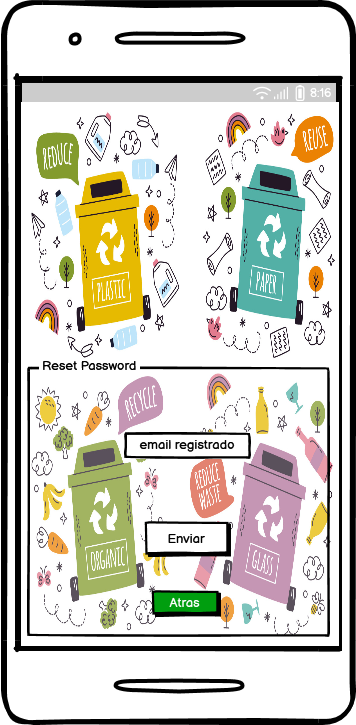 8:16
REDUCE
REUSE
PLASTIC
PAPER
Reset Password
RECYCLE
email registrado
REDUCE
WASTE
Enviar
ORGANIC
GLASS
Atras